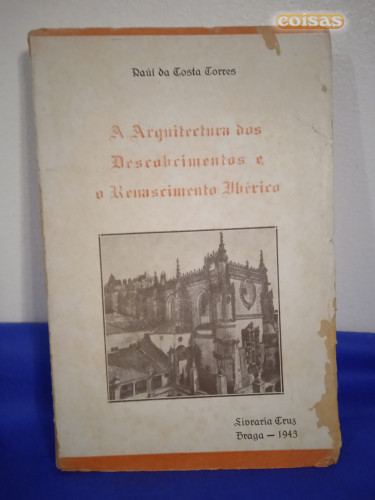 coisas
Raúl da Costa Torres
A Arquitectura dos
Descobrimentos e
o Renascimento Ibérico
Livraria Cruz
Braga — 1943